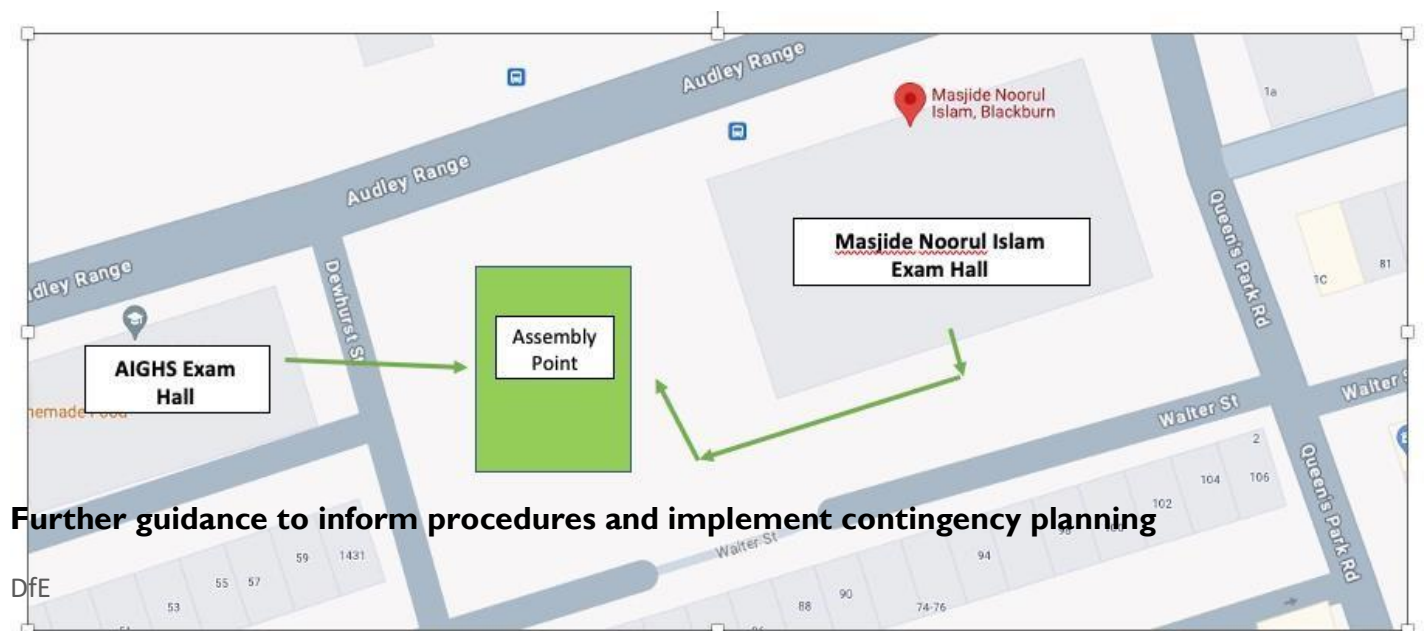 Audley Range
Audley Range
Masjide Noorul
Islam, Blackburn
1a
Queen's Park Rd
Masjide Noorul Islam
Exam Hall
dley Range
Dewhurst St
1C
81
AIGHS Exam
Hall
Assembly
Point
emade Food
Walter St
Walter S
2
104
106
102
Queen's Park Rd
Further guidance to inform procedures and implement contingency planning
Walter St
94
59
1431
55
57
53
DfE
88
90
74-76